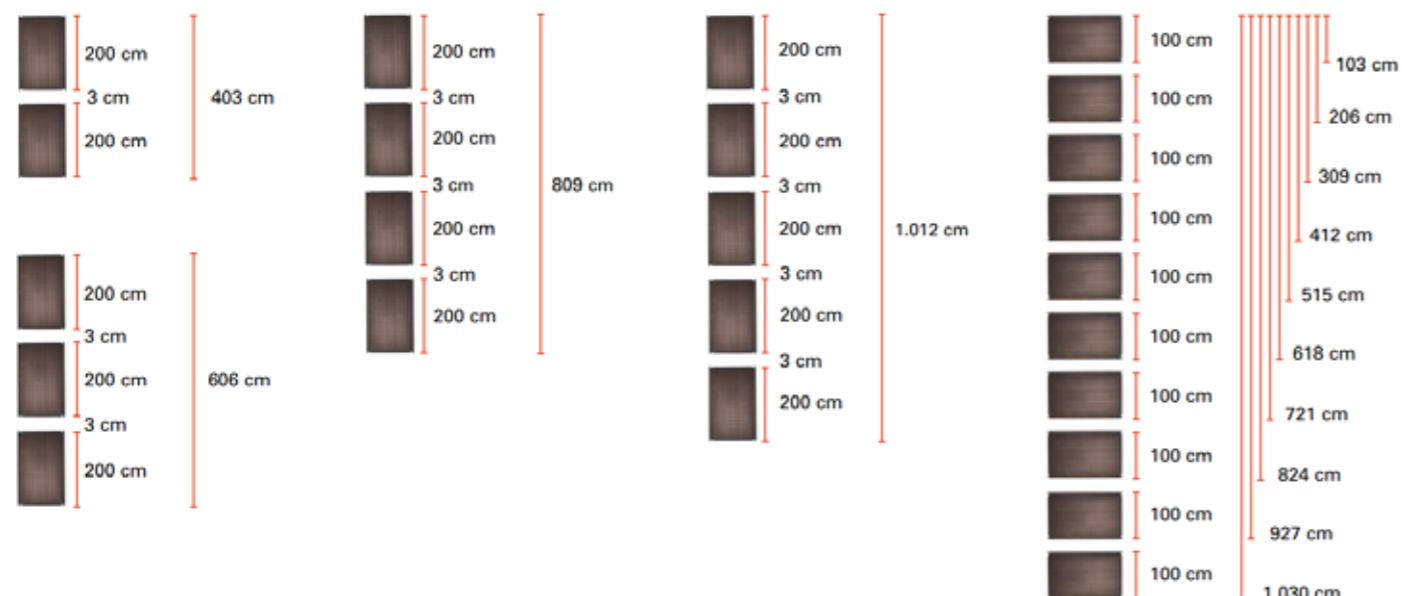 200 cm
3 cm
200 cm
403 cm
200 cm
3 cm
200 cm
3 cm
200 cm
606 cm
200 cm
3 cm
200 cm
3 cm
200 cm
3 cm
200 cm
809 cm
200 cm
3 cm
200 cm
3 cm
200 cm
3 cm
200 cm
3 cm
200 cm
1.012 cm
100 cm
100 cm
100 cm
100 cm
100 cm
100 cm
100 cm
100 cm
100 cm
100 cm
103 cm
206 cm
309 cm
412 cm
515 cm
618 cm
721 cm
824 cm
927 cm
1.030 cm